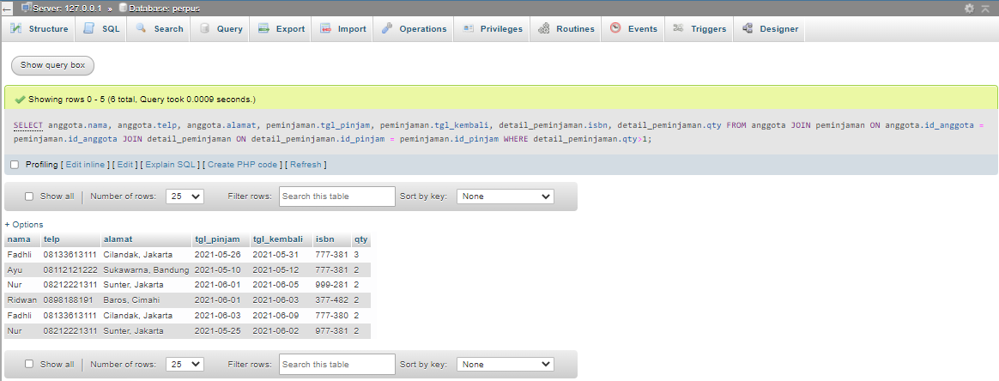 Server: 127.0.0.1 » Database: perpus
Structure SQL Search Query Export Import Operations Privileges Routines Events Triggers Designer
Show query box
Showing rows 0 - 5 (6 total, Query took 0.0009 seconds.)
SELECT anggota.nama, anggota.telp, anggota.alamat, peminjaman.tgl_pinjam, peminjaman.tgl_kembali, detail_peminjaman.isbn, detail_peminjaman.qty FROM anggota JOIN peminjaman ON anggota.id_anggota =
peminjaman.id_anggota JOIN detail_peminjaman ON detail_peminjaman.id_pinjam = peminjaman.id_pinjam WHERE detail_peminjaman.qty>1;
Profiling [ Edit inline ] [ Edit ] [ Explain SQL ] [ Create PHP code ] [ Refresh ]
Show all Number of rows: 25 Filter rows: Search this table Sort by key: None
+ Options
nama telp alamat tgl_pinjam tgl_kembali isbn qty
Fadhli 08133613111 Cilandak, Jakarta 2021-05-26 2021-05-31 777-381 3
Ayu 08112121222 Sukawarna, Bandung 2021-05-10 2021-05-12 777-381 2
Nur 08212221311 Sunter, Jakarta 2021-06-01 2021-06-05 999-281 2
Ridwan 0898188191 Baros, Cimahi 2021-06-01 2021-06-03 377-482 2
Fadhli 08133613111 Cilandak, Jakarta 2021-06-03 2021-06-09 777-380 2
Nur 08212221311 Sunter, Jakarta 2021-05-25 2021-06-02 977-381 2
Show all Number of rows: 25 Filter rows: Search this table Sort by key: None